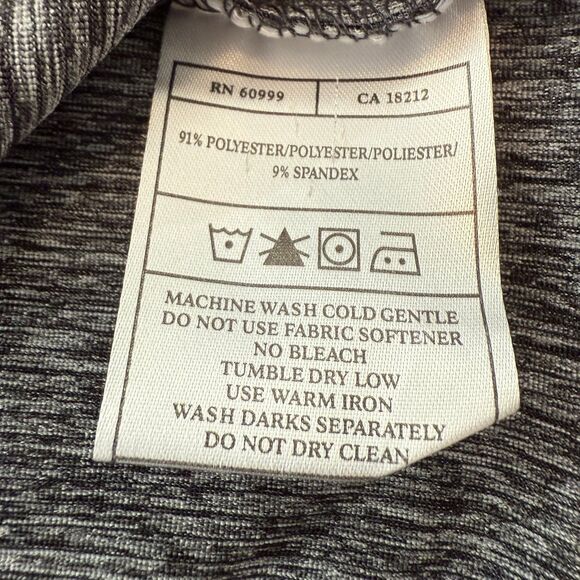 RN 60999
CA 18212
91% POLYESTER/POLYESTER/POLIESTER/
9% SPANDEX
MACHINE WASH COLD GENTLE
DO NOT USE FABRIC SOFTENER
NO BLEACH
TUMBLE DRY LOW
USE WARM IRON
WASH DARKS SEPARATELY
DO NOT DRY CLEAN